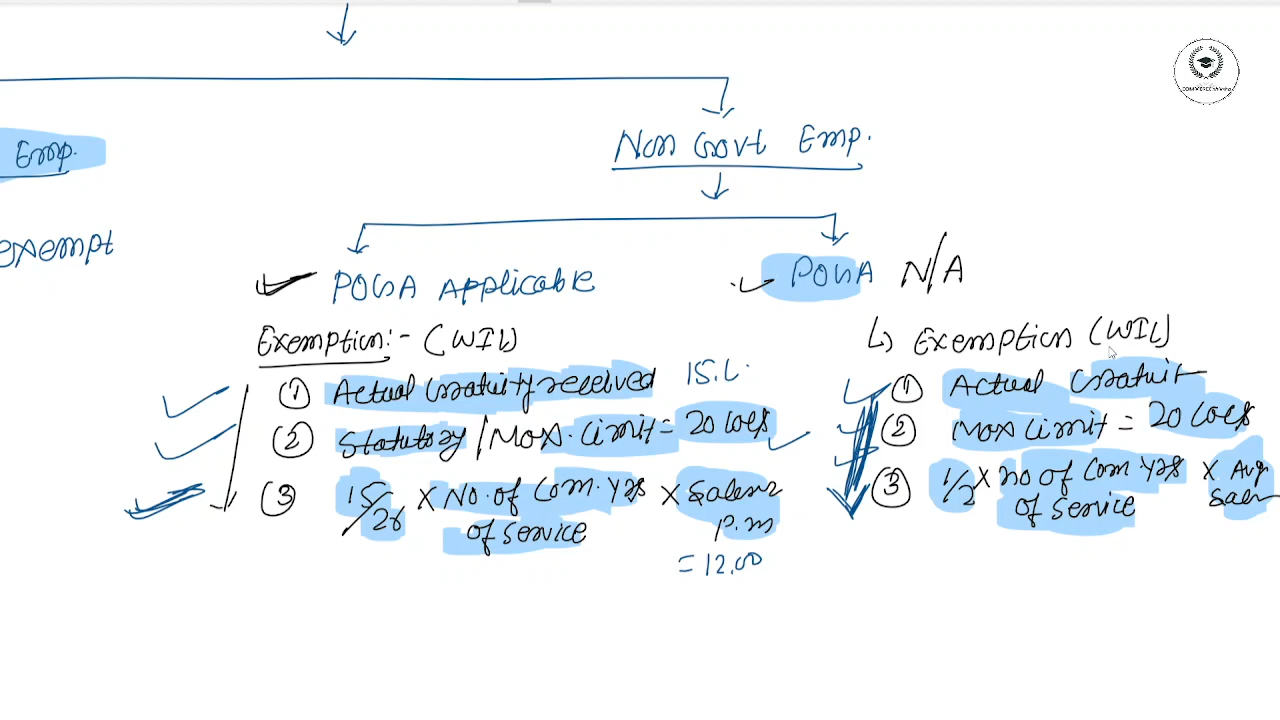 Non Govt Emp.
Emp.
exempt
POGA Applicable
POGA N/A
Exemption:- (WIL)
① Actual Gratuity received 15.L.
② Statutory / Max. Limit = 20 Lacs
③ 15/26 X No. of Com. Yrs of Service X Salary p.m
= 12.00
↳ Exemption (WIL)
① Actual Gratuit
② Max Limit = 20 Lacs
③ 1/2 X no of Com Yrs of Service X Avg